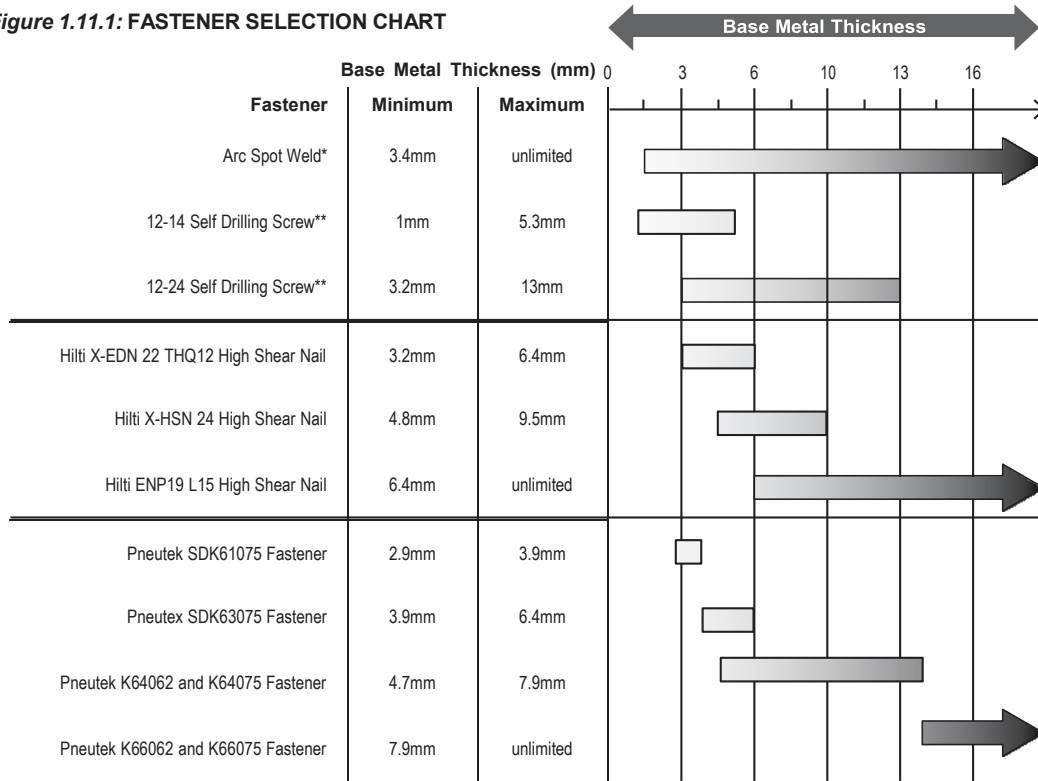 igure 1.11.1: FASTENER SELECTION CHART
Base Metal Thickness
Base Metal Thickness (mm) 0 3 6 10 13 16
Fastener Minimum Maximum
Arc Spot Weld* 3.4mm unlimited
12-14 Self Drilling Screw** 1mm 5.3mm
12-24 Self Drilling Screw** 3.2mm 13mm
Hilti X-EDN 22 THQ12 High Shear Nail 3.2mm 6.4mm
Hilti X-HSN 24 High Shear Nail 4.8mm 9.5mm
Hilti ENP19 L15 High Shear Nail 6.4mm unlimited
Pneutek SDK61075 Fastener 2.9mm 3.9mm
Pneutex SDK63075 Fastener 3.9mm 6.4mm
Pneutek K64062 and K64075 Fastener 4.7mm 7.9mm
Pneutek K66062 and K66075 Fastener 7.9mm unlimited